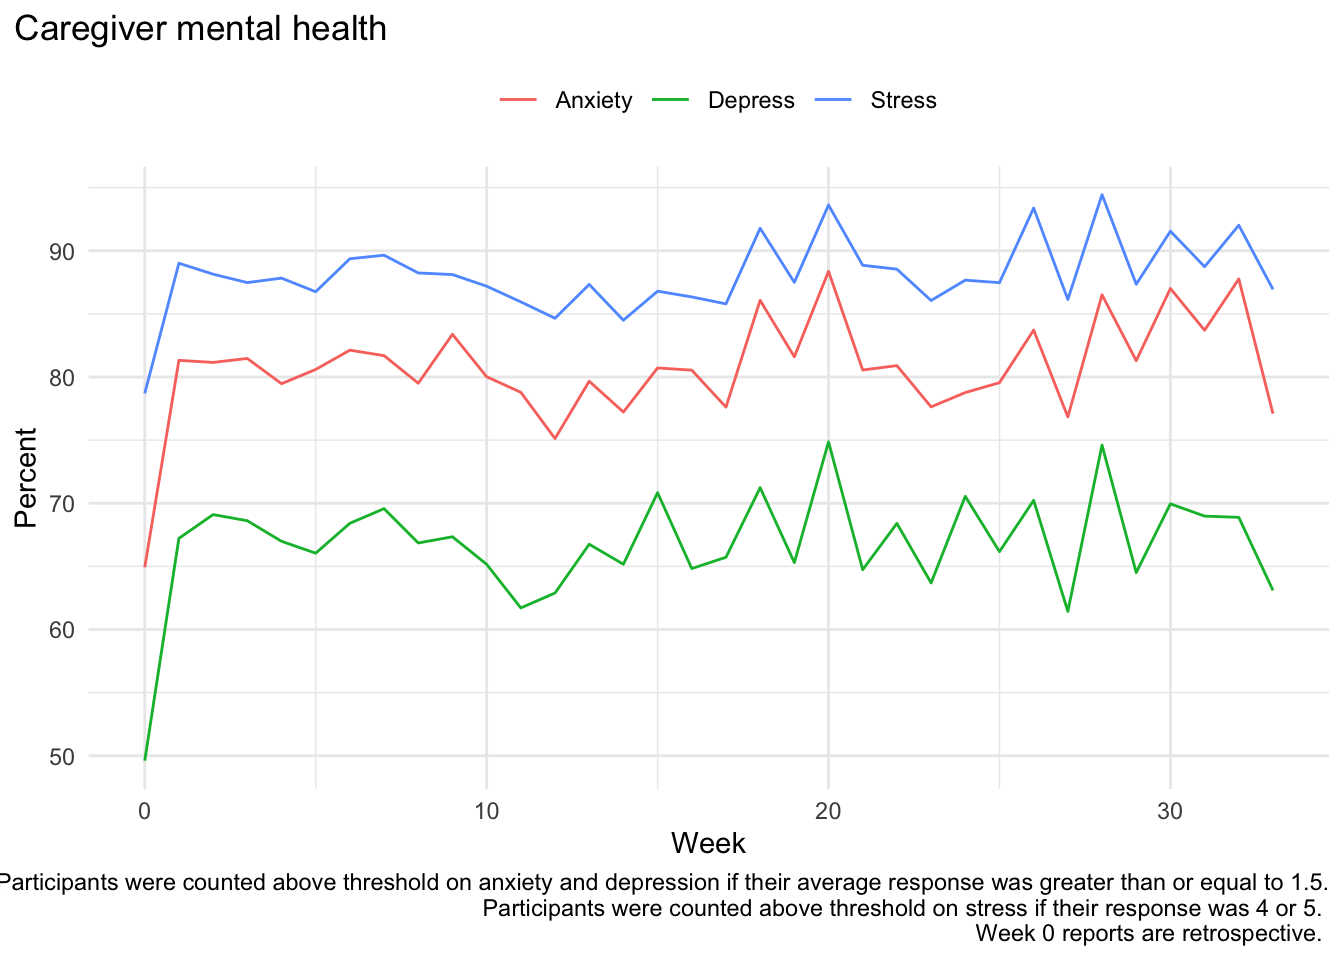 Caregiver mental health
Anxiety Depress Stress
90
80
70
60
50
Percent
0 10 20 30
Week
Participants were counted above threshold on anxiety and depression if their average response was greater than or equal to 1.5.
Participants were counted above threshold on stress if their response was 4 or 5.
Week 0 reports are retrospective.